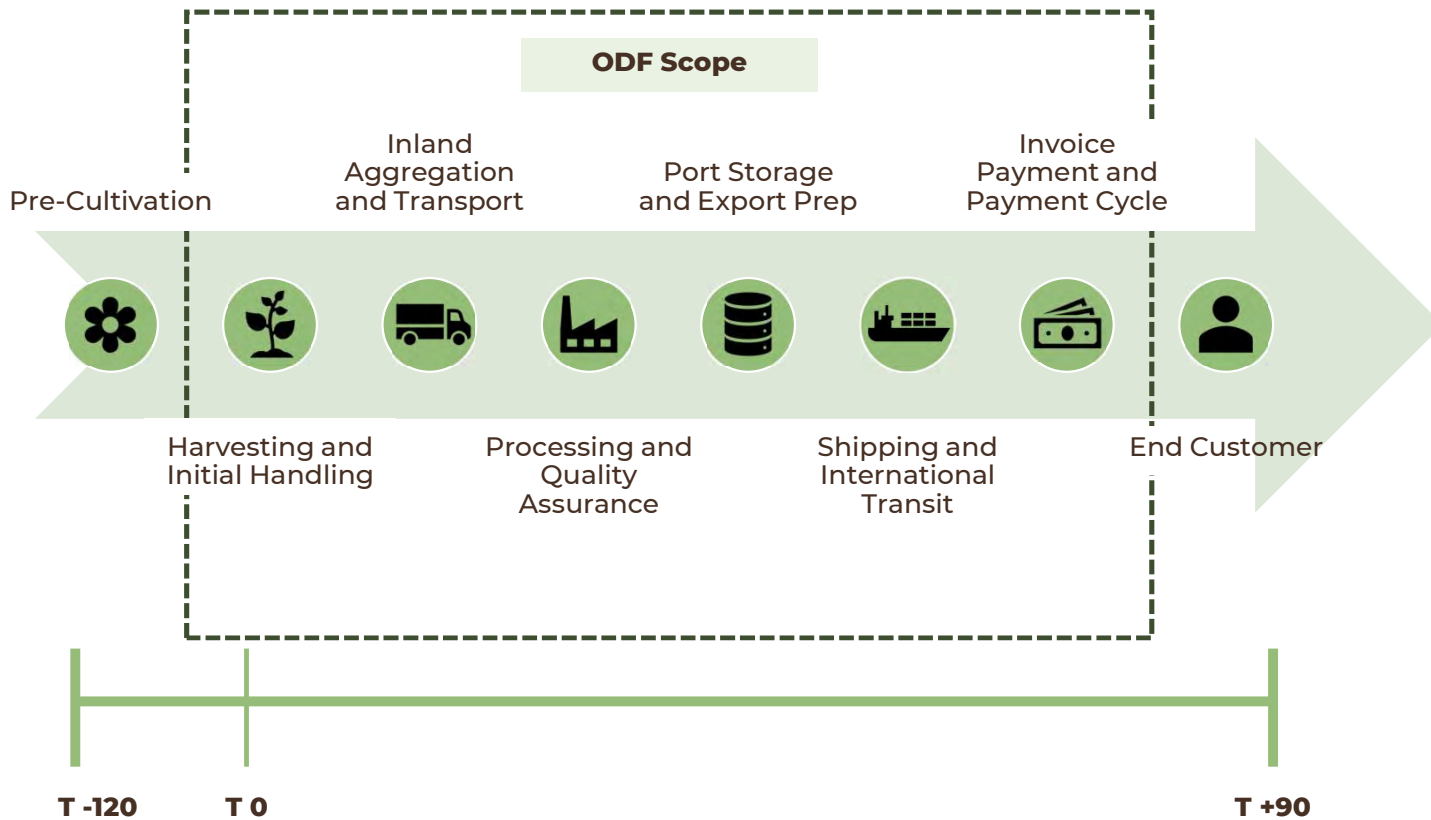 ODF Scope
Pre-Cultivation
Inland
Aggregation
and Transport
Port Storage
and Export Prep
Invoice
Payment and
Payment Cycle
Harvesting and
Initial Handling
Processing and
Quality
Assurance
Shipping and
International
Transit
End Customer
T -120
T 0
T +90